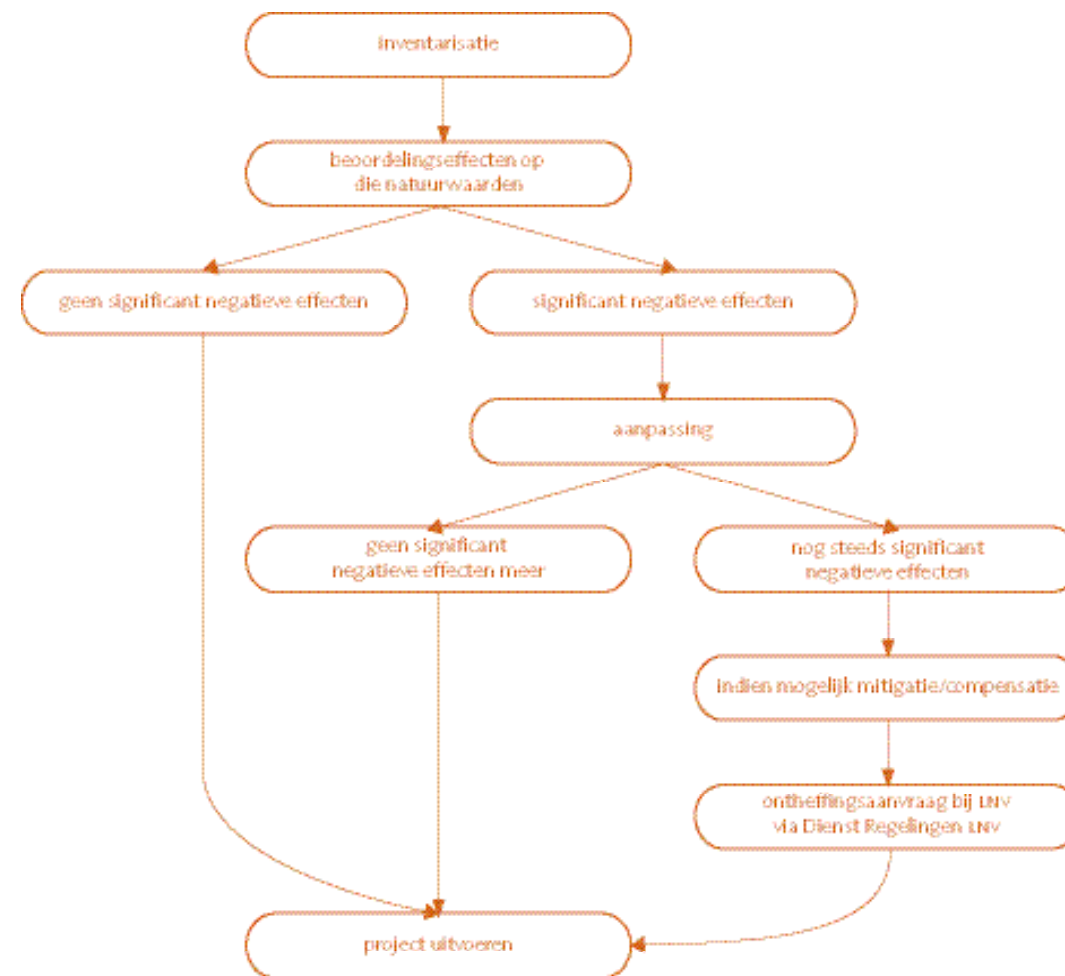 inventarisatie
beoordelingseffecten op
die natuurwaarden
geen significant negatieve effecten
significant negatieve effecten
aanpassing
geen significant
negatieve effecten meer
nog steeds significant
negatieve effecten
indien mogelijk mitigatie/compensatie
ontheffingsaanvraag bij LNV
via Dienst Regelingen LNV
project uitvoeren